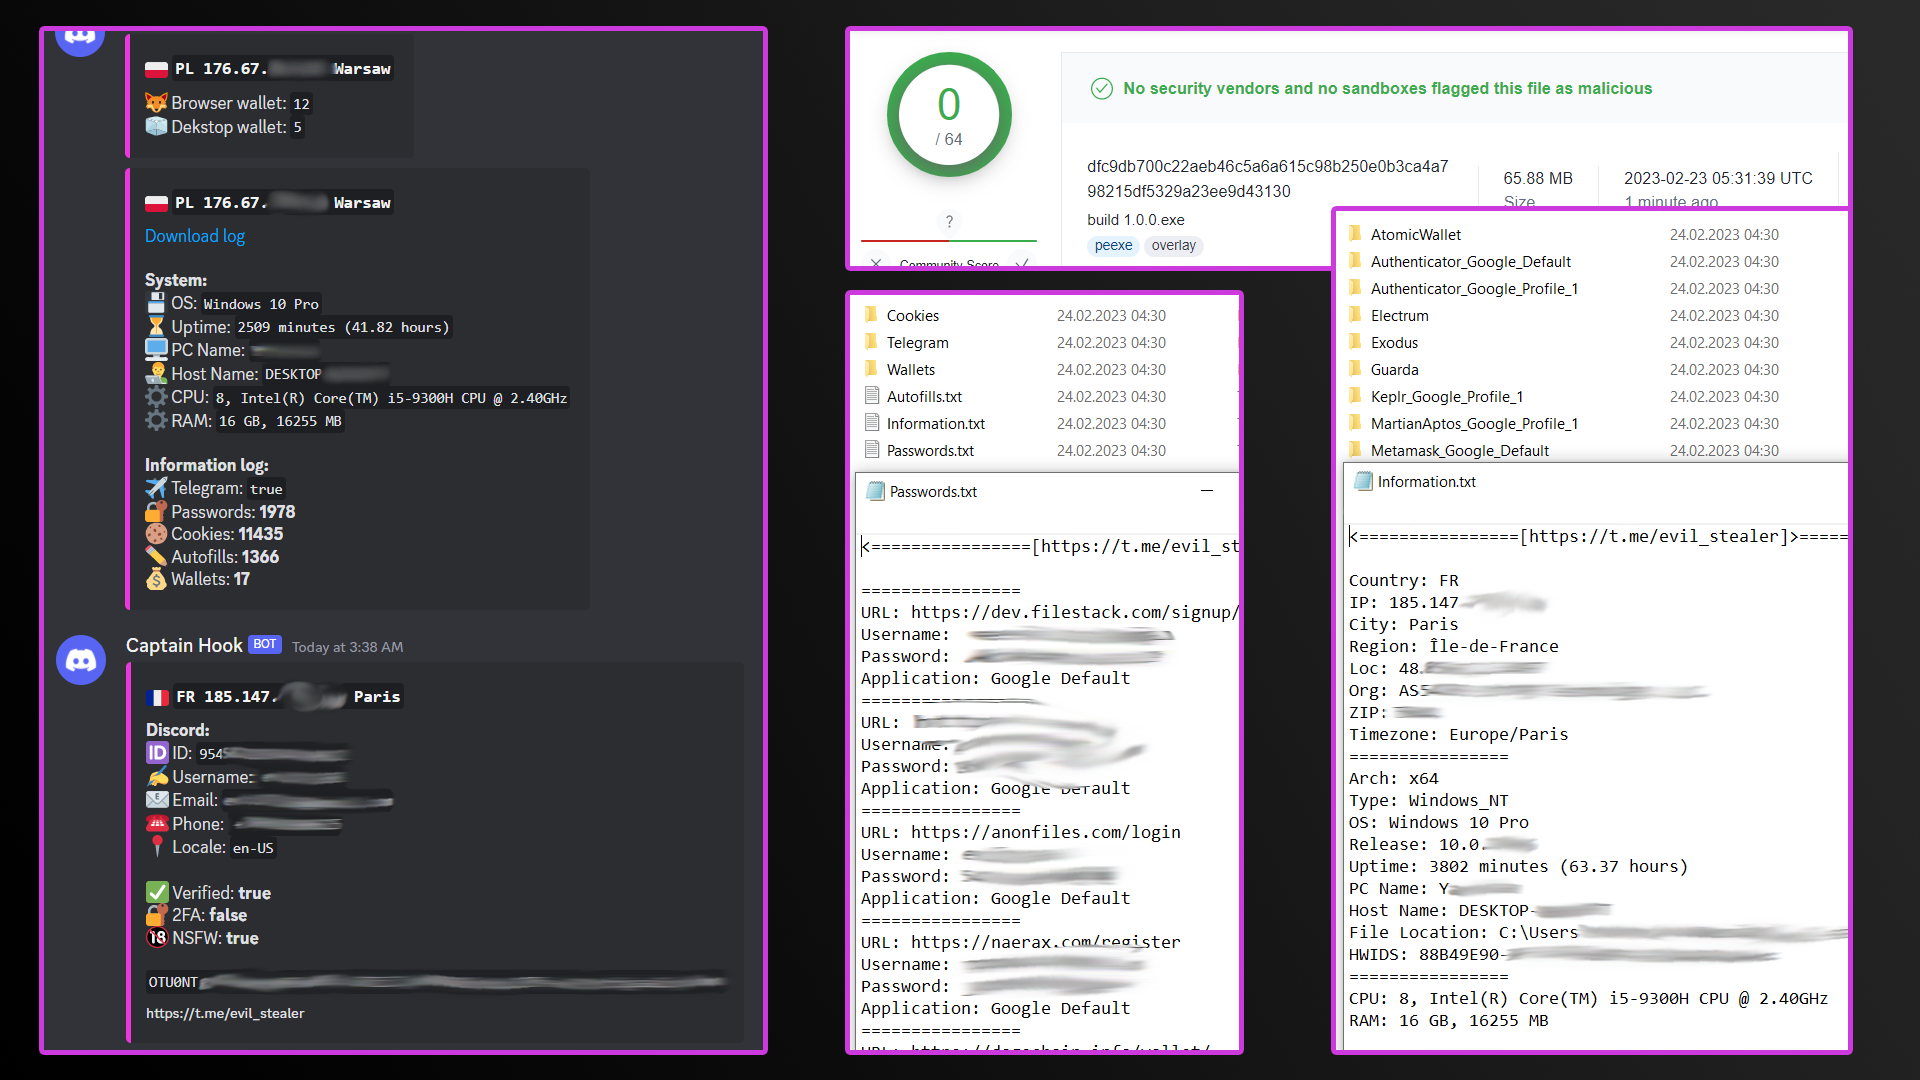 PL 176.67. Warsaw
Browser wallet: 12
Dekstop wallet: 5
PL 176.67. Warsaw
Download log
System:
OS: Windows 10 Pro
Uptime: 2509 minutes (41.82 hours)
PC Name:
Host Name: DESKTOP
CPU: 8, Intel(R) Core(TM) i5-9300H CPU @ 2.40GHz
RAM: 16 GB, 16255 MB
Information log:
Telegram: true
Passwords: 1978
Cookies: 11435
Autofills: 1366
Wallets: 17
Captain Hook BOT Today at 3:38 AM
FR 185.147. Paris
Discord:
ID ID: 954
Username:
Email:
Phone:
Locale: en-US
Verified: true
2FA: false
18 NSFW: true
OTU0NT
https://t.me/evil_stealer
0
/ 64
?
Community Score
No security vendors and no sandboxes flagged this file as malicious
dfc9db700c22aeb46c5a6a615c98b250e0b3ca4a7
98215df5329a23ee9d43130
build 1.0.0.exe
peexe overlay
65.88 MB
Size
2023-02-23 05:31:39 UTC
1 minute ago
Cookies 24.02.2023 04:30
Telegram 24.02.2023 04:30
Wallets 24.02.2023 04:30
Autofills.txt 24.02.2023 04:30
Information.txt 24.02.2023 04:30
Passwords.txt 24.02.2023 04:30
Passwords.txt
<================[https://t.me/evil_st
================
URL: https://dev.filestack.com/signup/
Username:
Password:
Application: Google Default
================
URL:
Username:
Password:
Application: Google Default
================
URL: https://anonfiles.com/login
Username:
Password:
Application: Google Default
================
URL: https://naerax.com/register
Username:
Password:
Application: Google Default
================
URL: https://dogechain.info/wallet/
AtomicWallet 24.02.2023 04:30
Authenticator_Google_Default 24.02.2023 04:30
Authenticator_Google_Profile_1 24.02.2023 04:30
Electrum 24.02.2023 04:30
Exodus 24.02.2023 04:30
Guarda 24.02.2023 04:30
Keplr_Google_Profile_1 24.02.2023 04:30
MartianAptos_Google_Profile_1 24.02.2023 04:30
Metamask_Google_Default 24.02.2023 04:30
Information.txt
<================[https://t.me/evil_stealer]>=====
Country: FR
IP: 185.147
City: Paris
Region: Île-de-France
Loc: 48.
Org: AS
ZIP:
Timezone: Europe/Paris
================
Arch: x64
Type: Windows_NT
OS: Windows 10 Pro
Release: 10.0.
Uptime: 3802 minutes (63.37 hours)
PC Name: Y
Host Name: DESKTOP-
File Location: C:\Users
HWIDS: 88B49E90-
================
CPU: 8, Intel(R) Core(TM) i5-9300H CPU @ 2.40GHz
RAM: 16 GB, 16255 MB